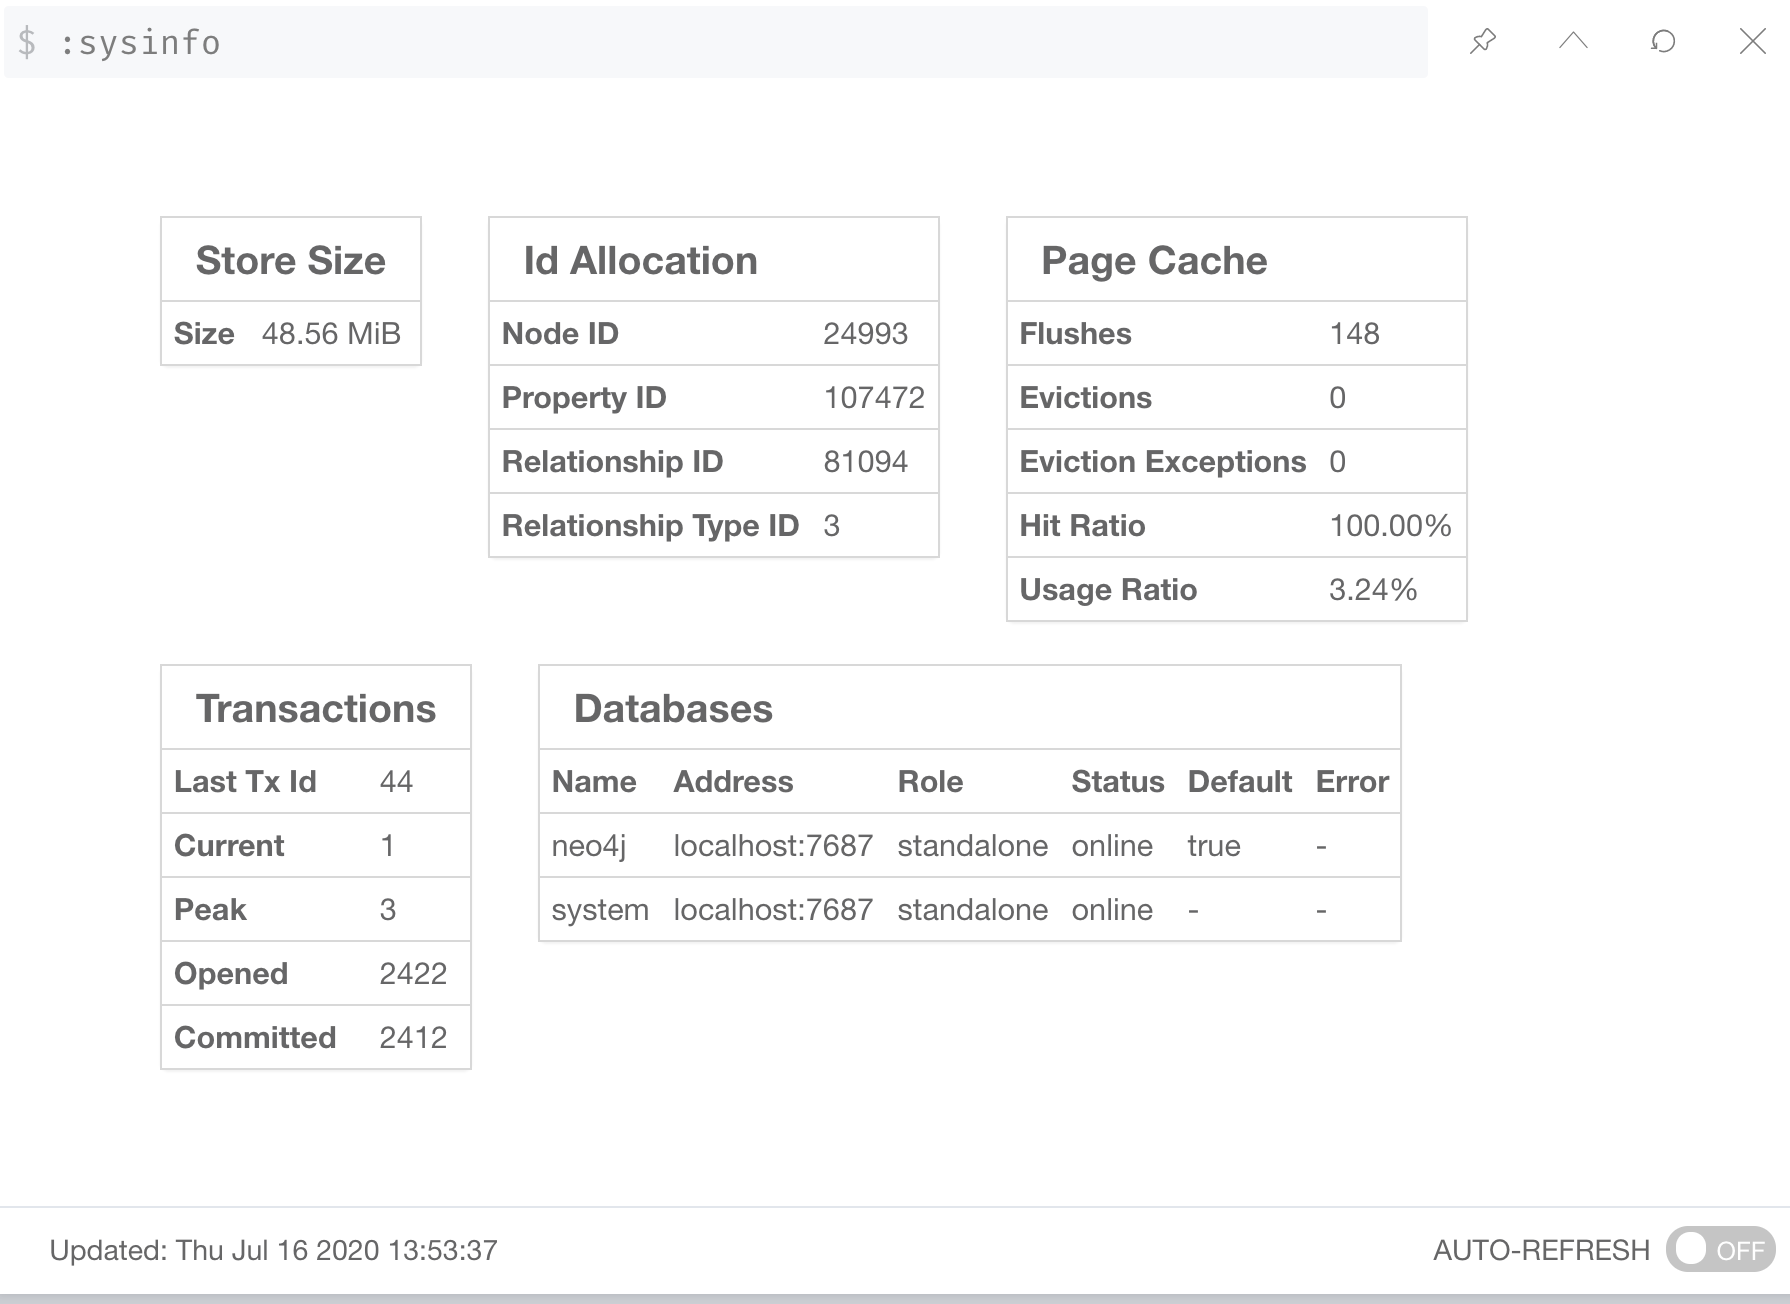 $ :sysinfo
Store Size
Size 48.56 MiB
Id Allocation
Node ID 24993
Property ID 107472
Relationship ID 81094
Relationship Type ID 3
Page Cache
Flushes 148
Evictions 0
Eviction Exceptions 0
Hit Ratio 100.00%
Usage Ratio 3.24%
Transactions
Last Tx Id 44
Current 1
Peak 3
Opened 2422
Committed 2412
Databases
Name Address Role Status Default Error
neo4j localhost:7687 standalone online true -
system localhost:7687 standalone online - -
Updated: Thu Jul 16 2020 13:53:37
AUTO-REFRESH OFF